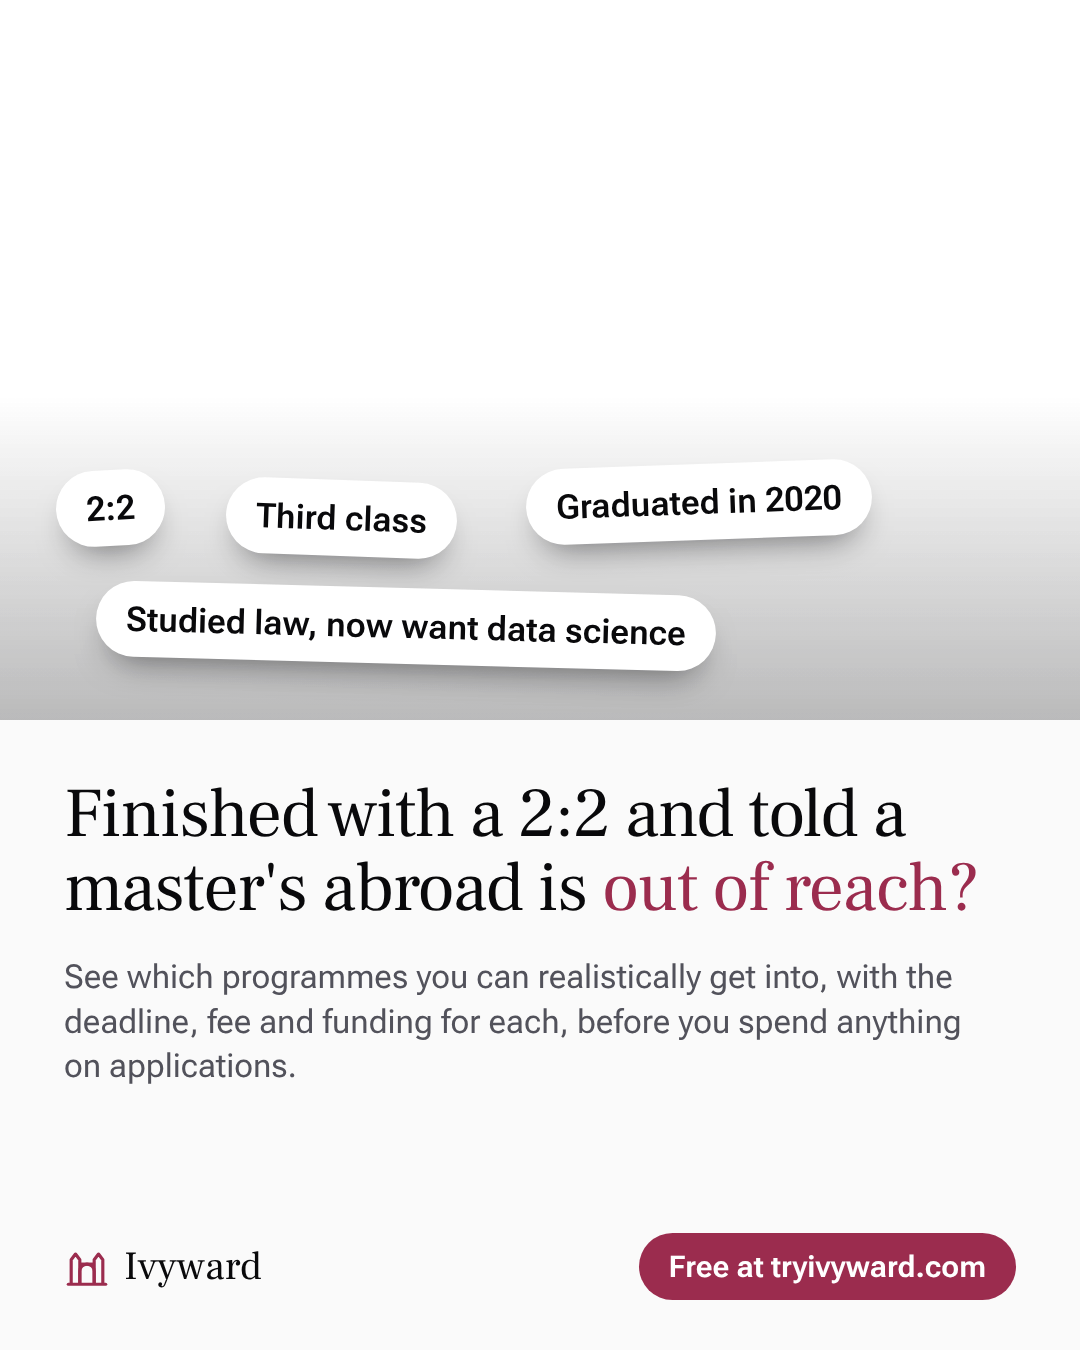 2:2
Third class
Graduated in 2020
Studied law, now want data science
Finished with a 2:2 and told a
master's abroad is out of reach?
See which programmes you can realistically get into, with the
deadline, fee and funding for each, before you spend anything
on applications.
Ivyward
Free at tryivyward.com